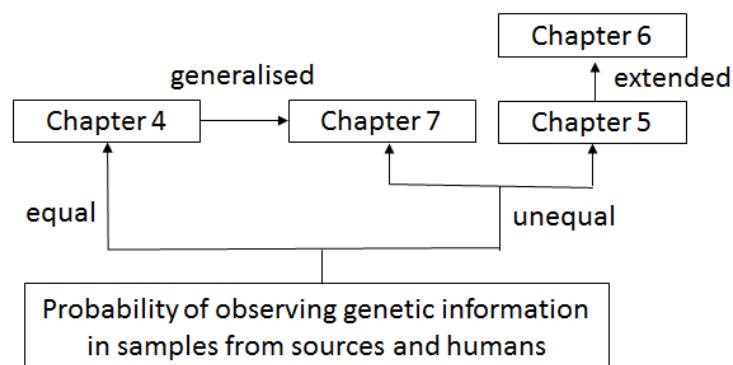 Chapter 6
generalised
extended
Chapter 4
Chapter 7
Chapter 5
equal
unequal
Probability of observing genetic information
in samples from sources and humans